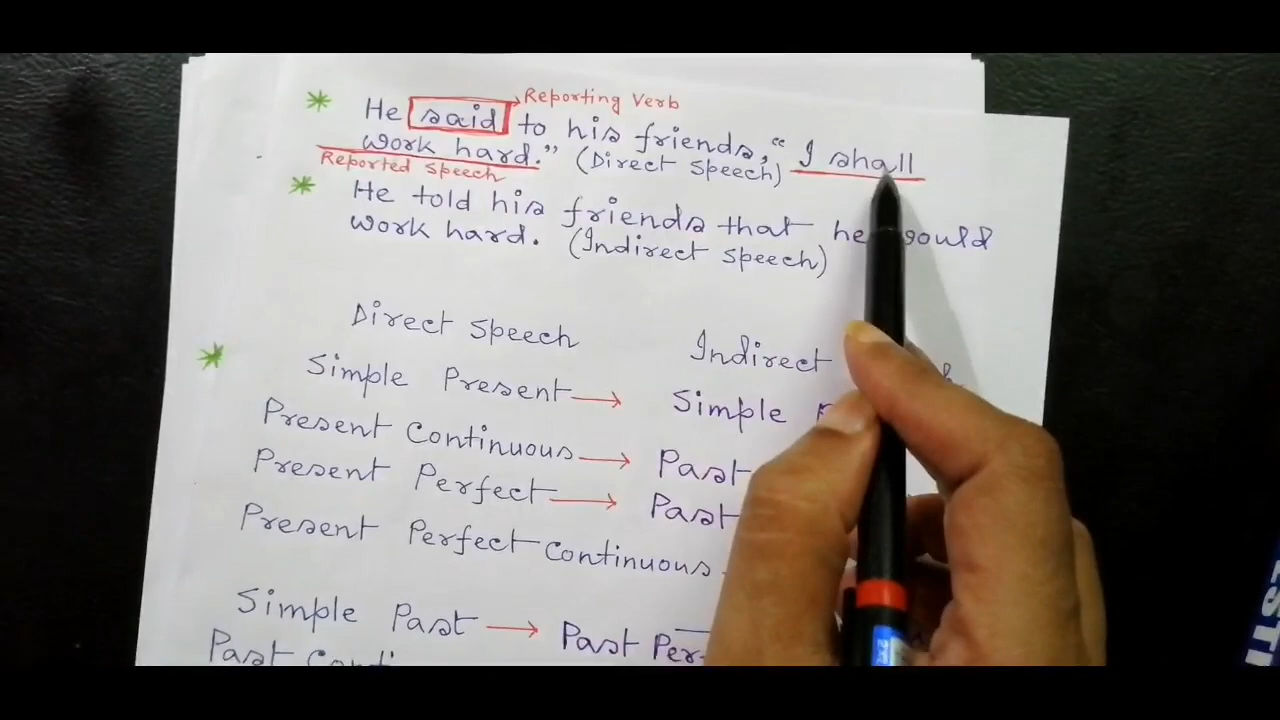 Reporting Verb
* He said to his friends, "I shall
work hard." (Direct Speech)
Reported Speech
* He told his friends that he would
work hard. (Indirect Speech)
Direct Speech Indirect
* Simple Present → Simple
Present Continuous → Past
Present Perfect → Past
Present Perfect Continuous
Simple Past → Past
Past